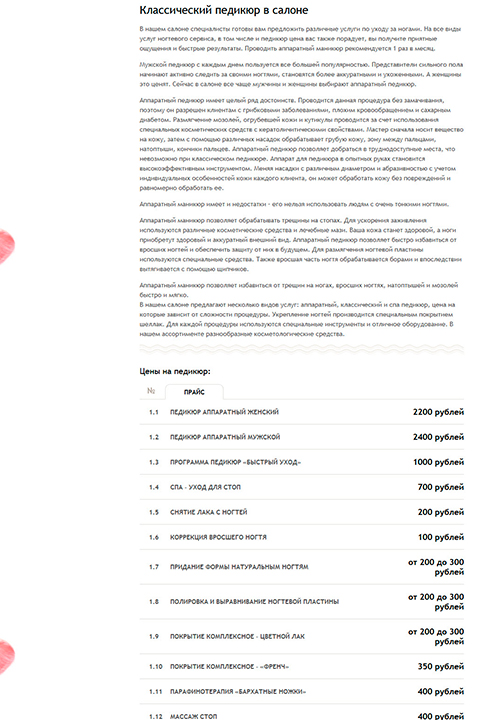 Классический педикюр в салоне
В нашем салоне специалисты готовы вам предложить различные услуги по уходу за ногами. На все виды
услуг ногтевого сервиса, в том числе и педикюр цена вас также порадует, вы получите приятные
ощущения и быстрые результаты. Проводить аппаратный маникюр рекомендуется 1 раз в месяц.
Мужской педикюр с каждым днем пользуется все большей популярностью. Представители сильного пола
начинают активно следить за своими ногтями, становятся более аккуратными и ухоженными. А женщины
это ценят. Сейчас в салоне все чаще мужчины и женщины выбирают аппаратный педикюр.
Аппаратный педикюр имеет целый ряд достоинств. Проводится данная процедура без замачивания,
поэтому он разрешен клиентам с грибковыми заболеваниями, плохим кровообращением и сахарным
диабетом. Размягчение мозолей, огрубевшей кожи и кутикулы проводится за счет использования
специальных косметических средств с кератолитическими свойствами. Мастер сначала носит вещество
на кожу, затем с помощью различных насадок обрабатывает грубую кожу, зону между пальцами,
натоптыши, кончики пальцев. Аппаратный педикюр позволяет добраться в труднодоступные места, что
невозможно при классическом педикюре. Аппарат для педикюра в опытных руках становится
высокоэффективным инструментом. Меняя насадки с различным диаметром и абразивностью с учетом
индивидуальных особенностей кожи каждого клиента, он может обработать кожу без повреждений и
равномерно обработать ее.
Аппаратный маникюр имеет и недостатки - его нельзя использовать людям с очень тонкими ногтями.
Аппаратный маникюр позволяет обрабатывать трещины на стопах. Для ускорения заживления
используются различные косметические средства и лечебные мази. Ваша кожа станет здоровой, а ноги
приобретут здоровый и аккуратный внешний вид. Аппаратный педикюр позволяет быстро избавиться от
вросших ногтей и обеспечить защиту от них в будущем. Для размягчения ногтевой пластины
используются специальные средства. Также вросшая часть ногтя обрабатывается борами и впоследствии
вытягивается с помощью щипчиков.
Аппаратный маникюр позволяет избавиться от трещин на ногах, вросших ногтях, натоптышей и мозолей
быстро и мягко.
В нашем салоне предлагают несколько видов услуг: аппаратный, классический и спа педикюр, цена на
которые зависит от сложности процедуры. Укрепление ногтей производится специальным покрытием
шеллак. Для каждой процедуры используются специальные инструменты и отличное оборудование. В
нашем ассортименте разнообразные косметологические средства.
Цены на педикюр:
№ ПРАЙС
1.1 ПЕДИКЮР АППАРАТНЫЙ ЖЕНСКИЙ 2200 рублей
1.2 ПЕДИКЮР АППАРАТНЫЙ МУЖСКОЙ 2400 рублей
1.3 ПРОГРАММА ПЕДИКЮР «БЫСТРЫЙ УХОД» 1000 рублей
1.4 СПА - УХОД ДЛЯ СТОП 700 рублей
1.5 СНЯТИЕ ЛАКА С НОГТЕЙ 200 рублей
1.6 КОРРЕКЦИЯ ВРОСШЕГО НОГТЯ 100 рублей
1.7 ПРИДАНИЕ ФОРМЫ НАТУРАЛЬНЫМ НОГТЯМ от 200 до 300
рублей
1.8 ПОЛИРОВКА И ВЫРАВНИВАНИЕ НОГТЕВОЙ ПЛАСТИНЫ от 200 до 300
рублей
1.9 ПОКРЫТИЕ КОМПЛЕКСНОЕ - ЦВЕТНОЙ ЛАК от 200 до 300
рублей
1.10 ПОКРЫТИЕ КОМПЛЕКСНОЕ - «ФРЕНЧ» 350 рублей
1.11 ПАРАФИНОТЕРАПИЯ «БАРХАТНЫЕ НОЖКИ» 400 рублей
1.12 МАССАЖ СТОП 400 рублей